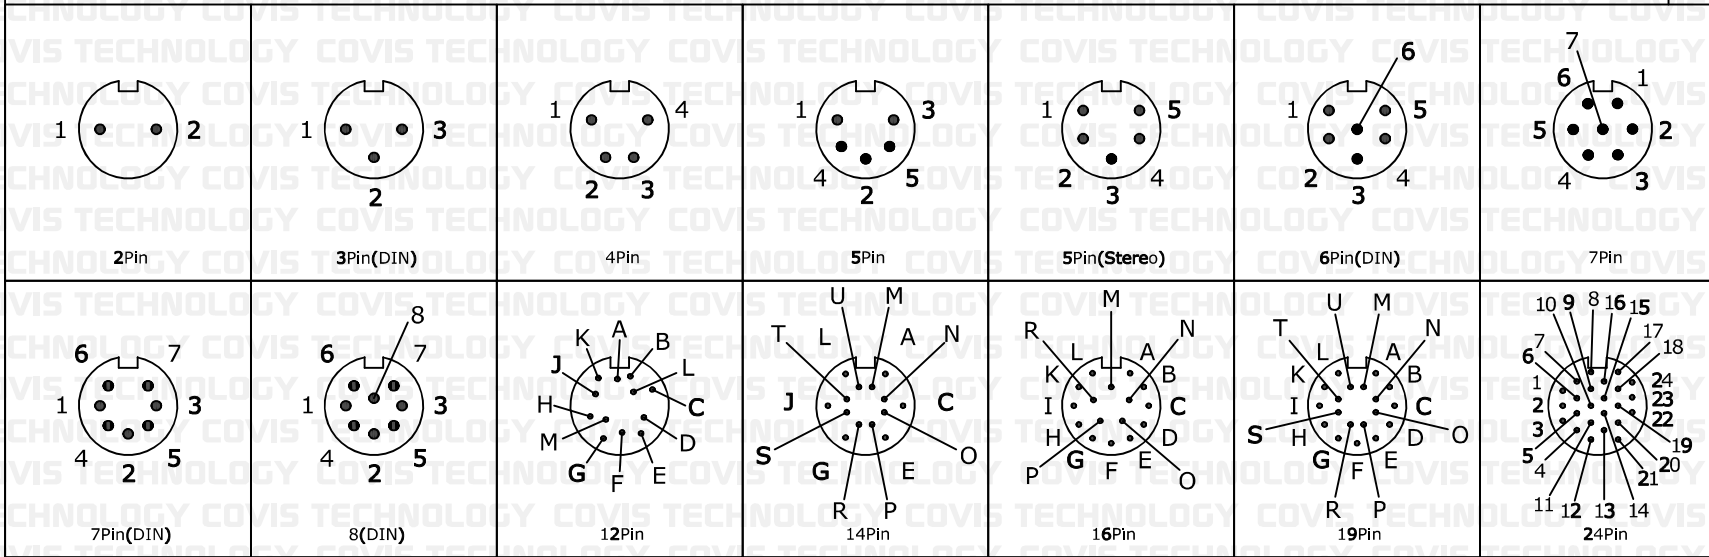 1 2
2Pin
1 3
2
3Pin(DIN)
1 4
2 3
4Pin
1 3
4 2 5
5Pin
1 5
2 3 4
5Pin(Stereo)
6
1 5
2 3 4
6Pin(DIN)
7
6 1
5 2
4 3
7Pin
6 7
1 3
4 2 5
7Pin(DIN)
8
6 7
1 3
4 2 5
8(DIN)
K A B
J L
H C
M D
G F E
12Pin
U M
T L A N
J C
S O
G E
R P
14Pin
M
R N
L A
K B
I C
H D
G F E
P O
16Pin
U M
T N
L A
K B
I C
S H D O
G F E
R P
19Pin
10 9 8 16 15
7 17
6 18
1 24
2 23
3 22
5 19
4 20
21
11 12 13 14
24Pin
COVIS TECHNOLOGY